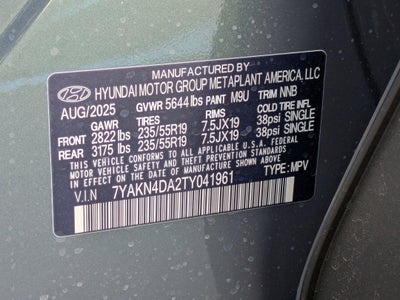 MANUFACTURED BY
HYUNDAI MOTOR GROUP METAPLANT AMERICA, LLC
AUG/2025 GVWR 5644 lbs PAINT M9U TRIM NNB
GAWR TIRES RIMS COLD TIRE INFL
FRONT 2822 lbs 235/55R19 7.5JX19 38psi SINGLE
REAR 3175 lbs 235/55R19 7.5JX19 38psi SINGLE
THIS VEHICLE CONFORMS TO ALL APPLICABLE U.S.A. FEDERAL
MOTOR VEHICLE SAFETY, BUMPER, AND THEFT PREVENTION
STANDARDS IN EFFECT ON THE DATE OF MANUFACTURE
SHOWN ABOVE.
V.I.N 7YAKN4DA2TY041961 TYPE : MPV